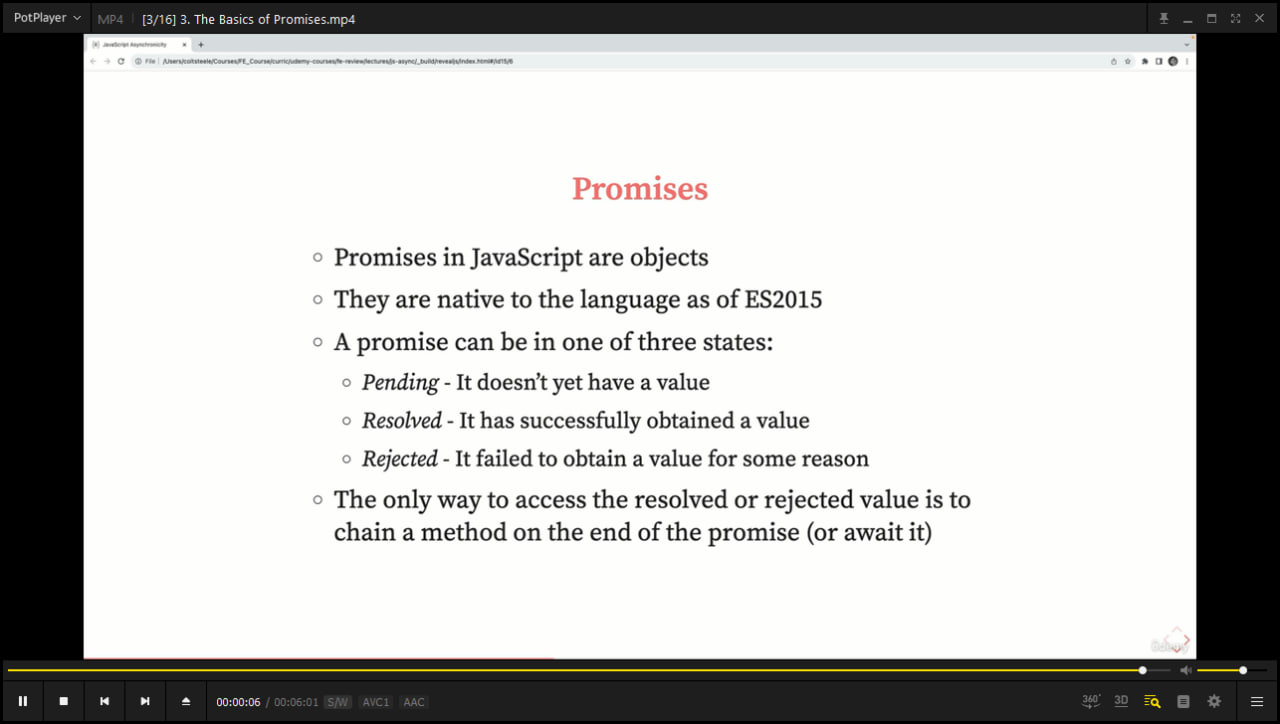 PotPlayer
MP4
[3/16] 3. The Basics of Promises.mp4
JavaScript Asynchronicity
File
/Users/coltsteele/Courses/FE_Course/curric/udemy-courses/fe-review/lectures/js-async/_build/revealjs/index.html#/id15/6
Promises
Promises in JavaScript are objects
They are native to the language as of ES2015
A promise can be in one of three states:
Pending - It doesn’t yet have a value
Resolved - It has successfully obtained a value
Rejected - It failed to obtain a value for some reason
The only way to access the resolved or rejected value is to
chain a method on the end of the promise (or await it)
Udemy
00:00:06 / 00:06:01 S/W AVC1 AAC
360° 3D